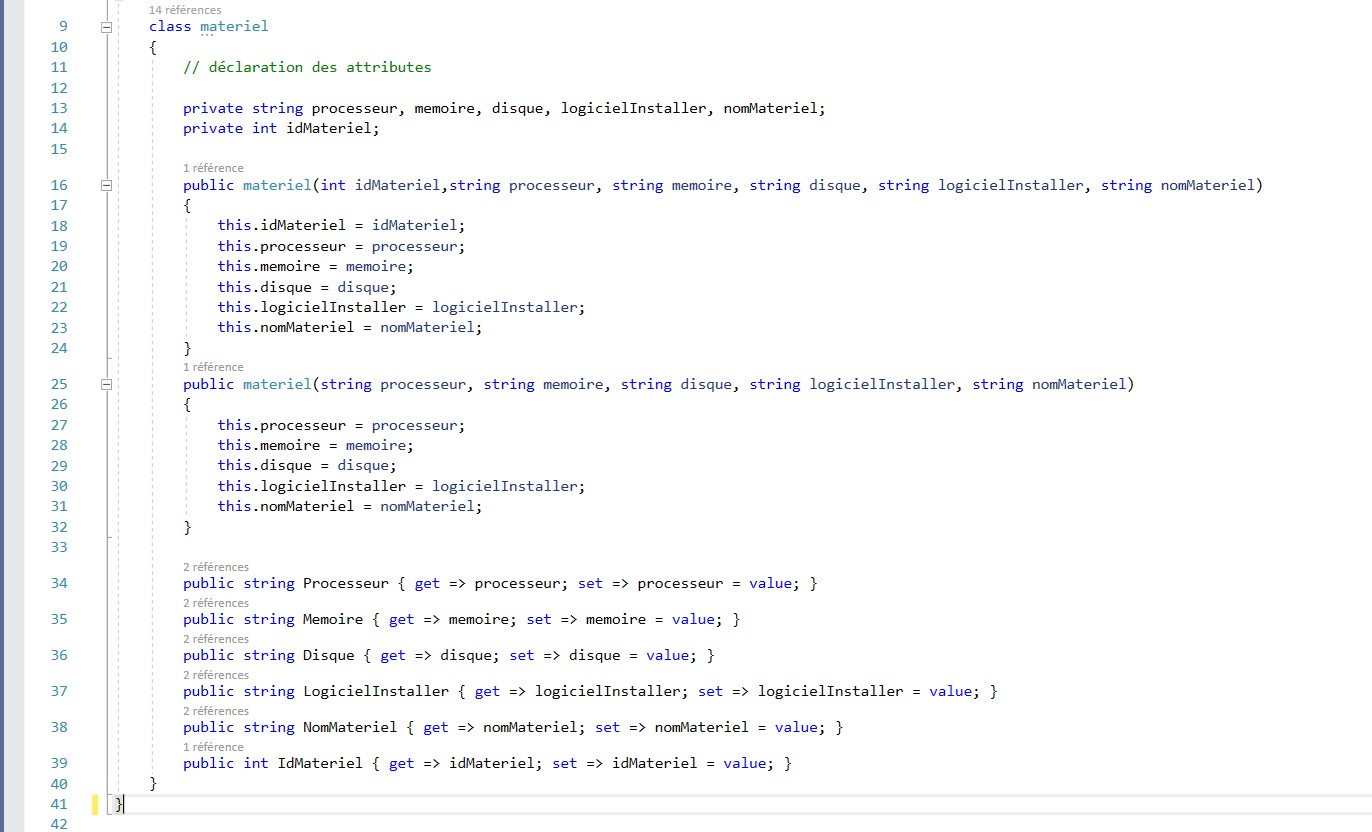 14 références
9 class materiel
10 {
11 // déclaration des attributes
12
13 private string processeur, memoire, disque, logicielInstaller, nomMateriel;
14 private int idMateriel;
15
1 référence
16 public materiel(int idMateriel,string processeur, string memoire, string disque, string logicielInstaller, string nomMateriel)
17 {
18 this.idMateriel = idMateriel;
19 this.processeur = processeur;
20 this.memoire = memoire;
21 this.disque = disque;
22 this.logicielInstaller = logicielInstaller;
23 this.nomMateriel = nomMateriel;
24 }
1 référence
25 public materiel(string processeur, string memoire, string disque, string logicielInstaller, string nomMateriel)
26 {
27 this.processeur = processeur;
28 this.memoire = memoire;
29 this.disque = disque;
30 this.logicielInstaller = logicielInstaller;
31 this.nomMateriel = nomMateriel;
32 }
33
2 références
34 public string Processeur { get => processeur; set => processeur = value; }
2 références
35 public string Memoire { get => memoire; set => memoire = value; }
2 références
36 public string Disque { get => disque; set => disque = value; }
2 références
37 public string LogicielInstaller { get => logicielInstaller; set => logicielInstaller = value; }
2 références
38 public string NomMateriel { get => nomMateriel; set => nomMateriel = value; }
1 référence
39 public int IdMateriel { get => idMateriel; set => idMateriel = value; }
40 }
41 }
42